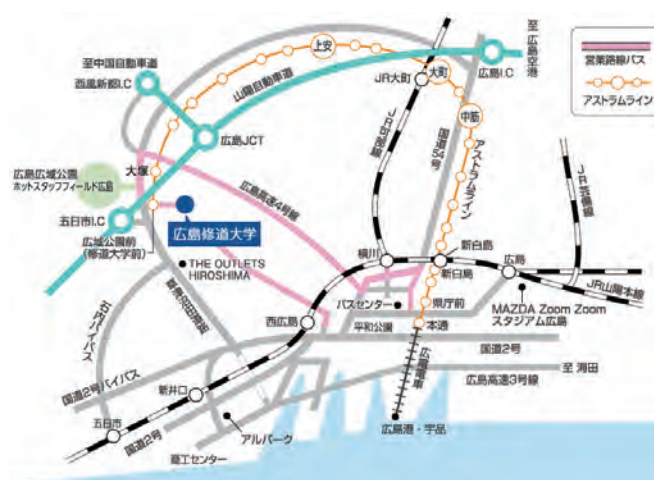 至中国自動車道
西風新都I.C
上安
至広島空港
営業路線バス
アストラムライン
山陽自動車道
JR大町
大町
広島I.C
中筋
広島JCT
JR可部線
国道54号
アストラムライン
JR芸備線
広島広域公園
ホットスタッフフィールド広島
大塚
広島高速4号線
五日市I.C
広島修道大学
広域公園前
(修道大学前)
THE OUTLETS
HIROSHIMA
横川
新白島
新白島
広島
JR山陽本線
バスセンター
県庁前
MAZDA Zoom Zoom
スタジアム広島
西広島
平和公園
本通
国道2号
国道2号バイパス
新井口
広島電車
至 海田
広島高速3号線
五日市
国道2号
アルパーク
広島港・宇品
商工センター